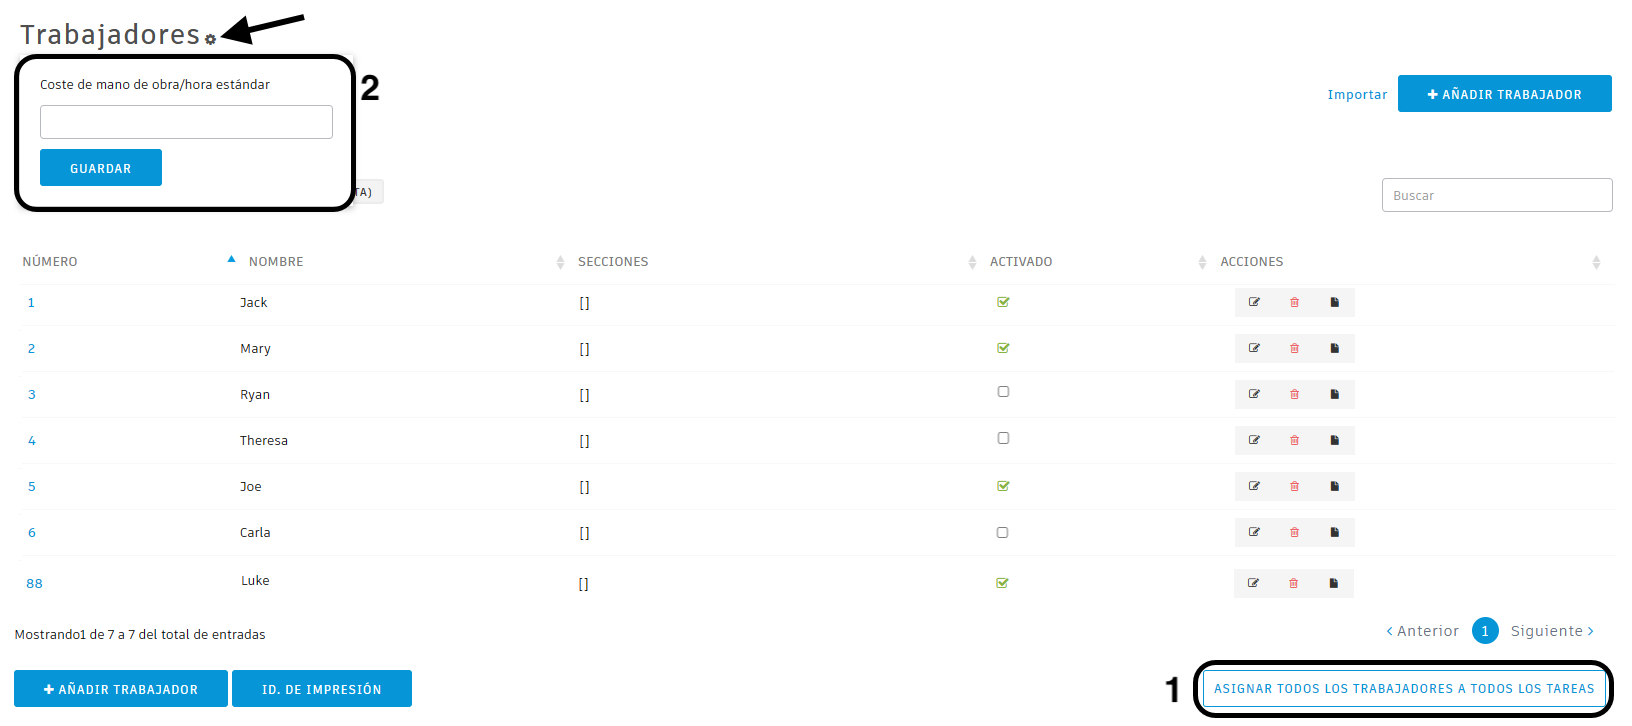 Trabajadores
Coste de mano de obra/hora estándar
2
GUARDAR
TA)
Importar
AÑADIR TRABAJADOR
Buscar
NÚMERO NOMBRE SECCIONES ACTIVADO ACCIONES
1 Jack []
2 Mary []
3 Ryan []
4 Theresa []
5 Joe []
6 Carla []
88 Luke []
Mostrando1 de 7 a 7 del total de entradas
Anterior 1 Siguiente
AÑADIR TRABAJADOR
ID. DE IMPRESIÓN
1
ASIGNAR TODOS LOS TRABAJADORES A TODOS LOS TAREAS